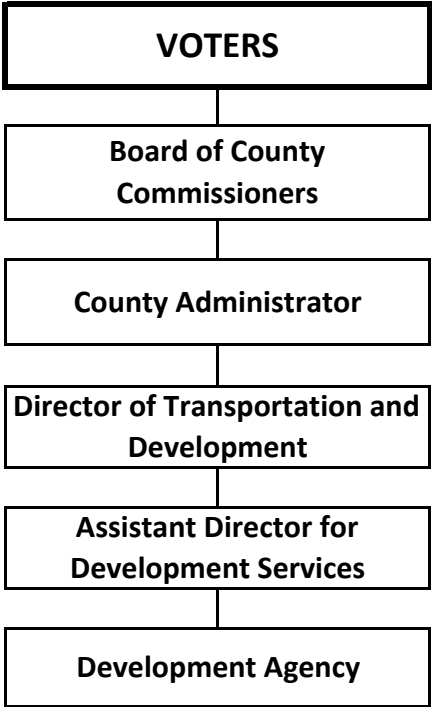 VOTERS
Board of County
Commissioners
County Administrator
Director of Transportation and
Development
Assistant Director for
Development Services
Development Agency